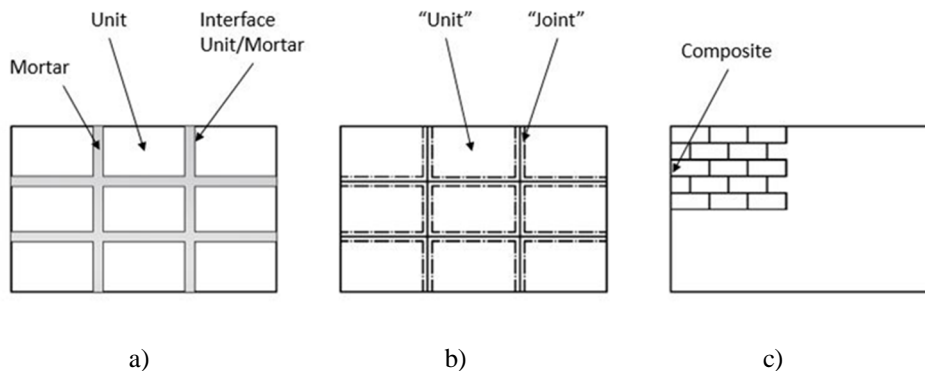 Unit
Interface
Unit/Mortar
Mortar
“Unit”
“Joint”
Composite
a)
b)
c)